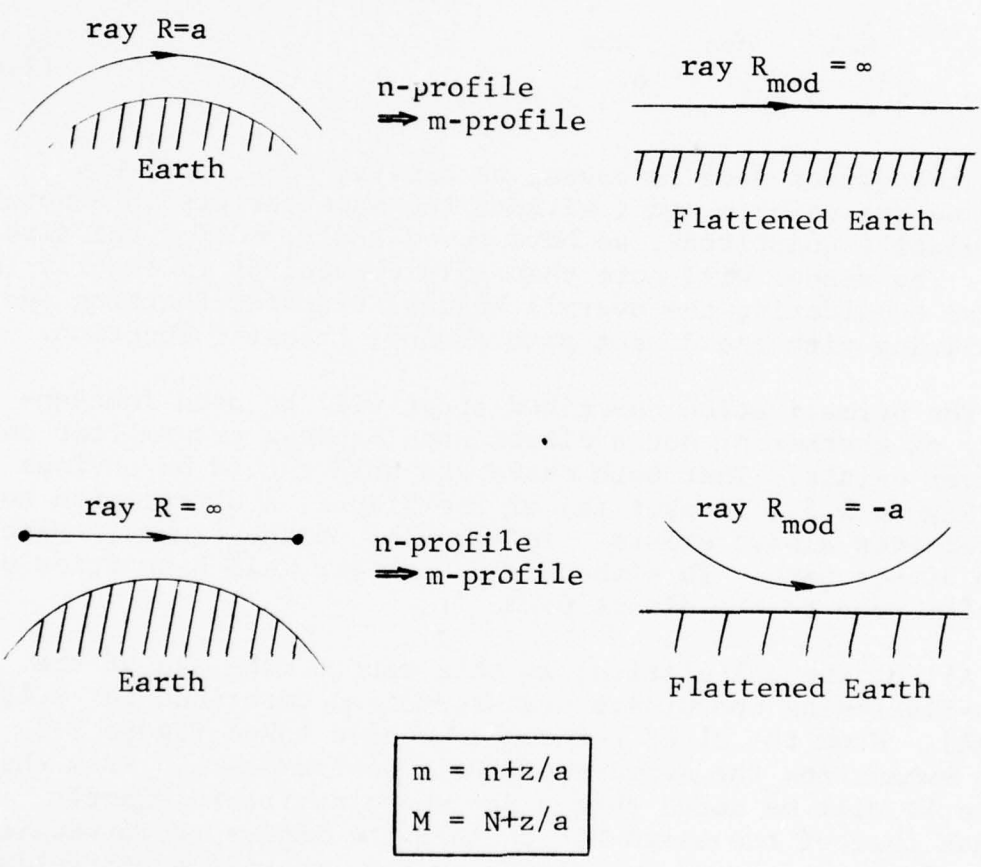 ray R=a
Earth
n-profile
⇒ m-profile
ray R_mod = ∞
Flattened Earth
ray R = ∞
Earth
n-profile
⇒ m-profile
ray R_mod = -a
Flattened Earth
m = n+z/a
M = N+z/a